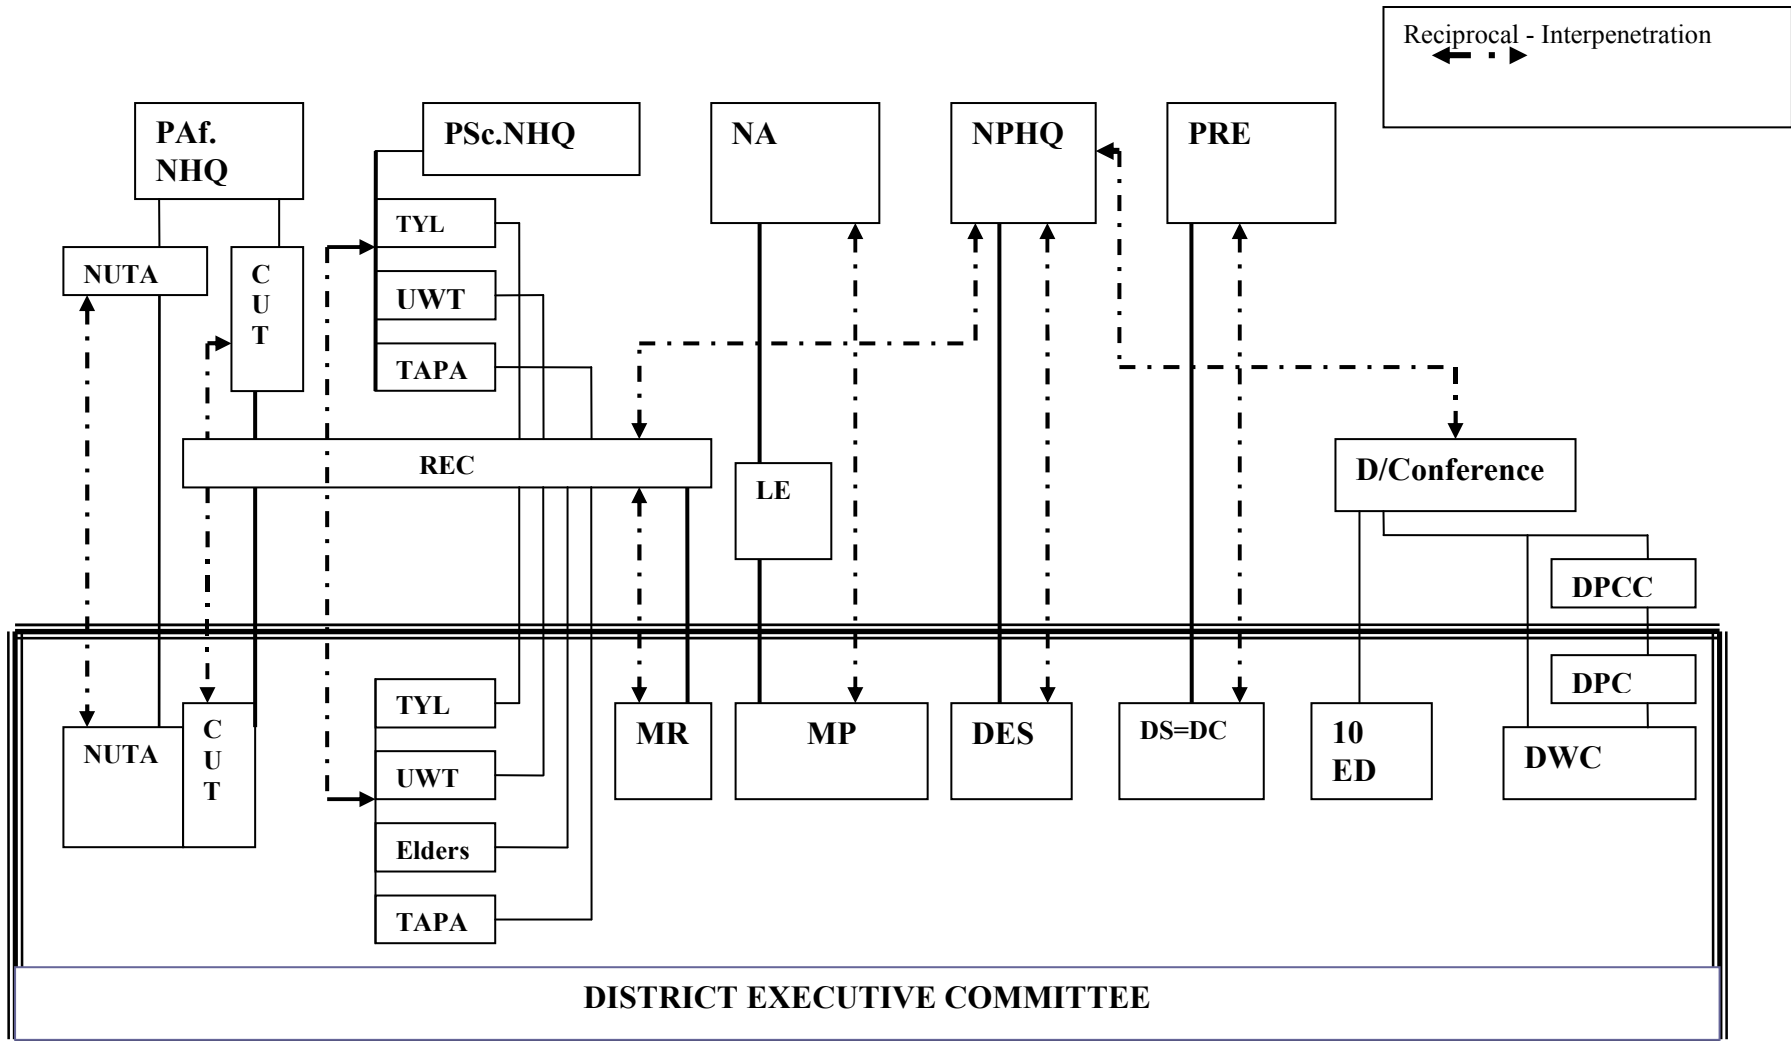 Reciprocal - Interpenetration
PAf.
NHQ
PSc.NHQ
NA
NPHQ
PRE
TYL
NUTA
C
U
T
UWT
TAPA
REC
LE
D/Conference
DPCC
DPC
TYL
NUTA
C
U
T
UWT
Elders
TAPA
MR
MP
DES
DS=DC
10
ED
DWC
DISTRICT EXECUTIVE COMMITTEE